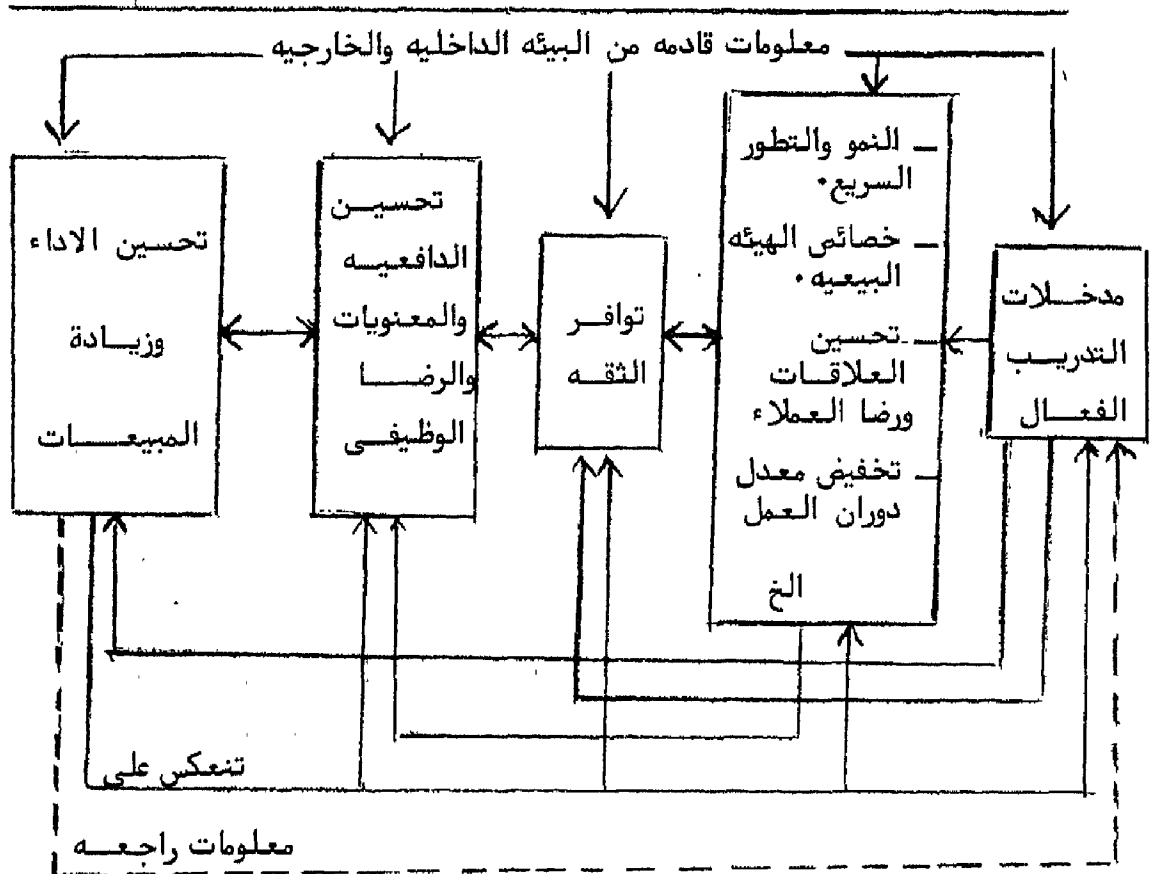 معلومات قادمه من البيئه الداخليه والخارجيه
مدخلات
التدريب
الفعال
– النمو والتطور
السريع.
– خصائص الهيئه
البيعيه.
– تحسين
العلاقات
ورضا العملاء
– تخفيض معدل
دوران العمل
الخ
توافر
الثقه
تحسين
الدافعيه
والمعنويات
والرضا
الوظيفى
تحسين الاداء
وزيادة
المبيعات
تنعكس على
معلومات راجعه